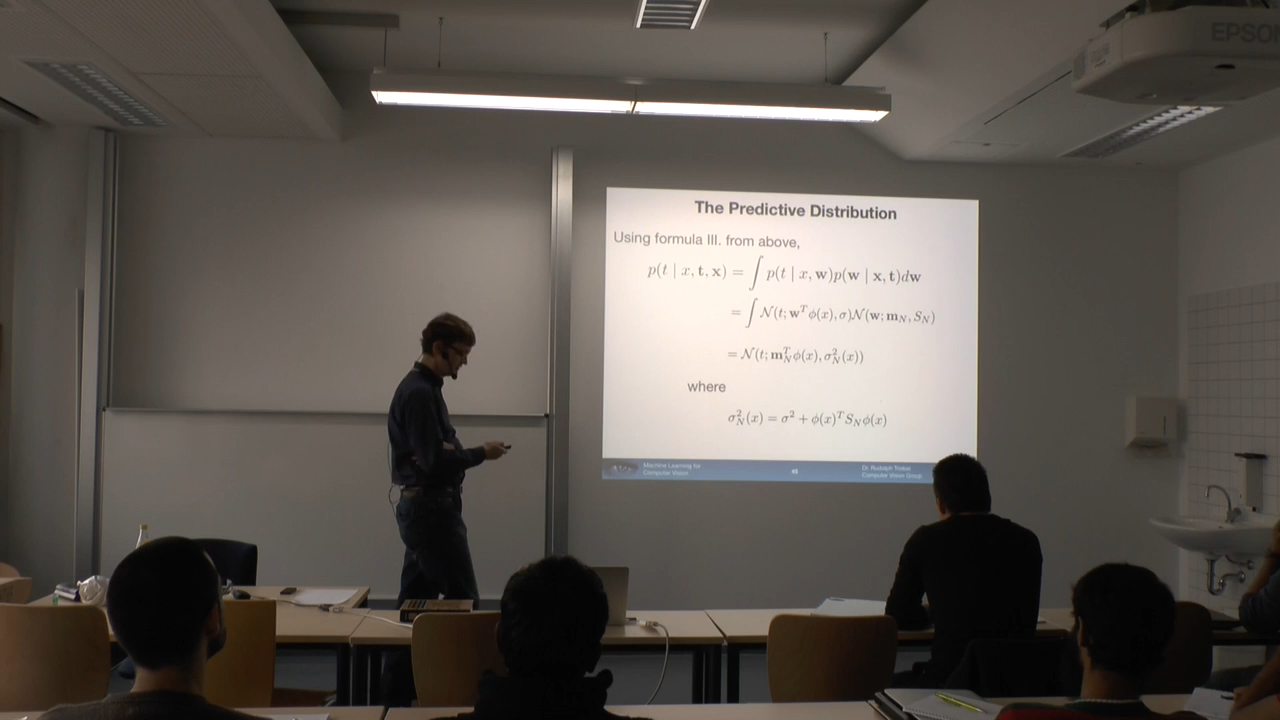 EPSON
The Predictive Distribution
Using formula III. from above,
p(t | x, 𝐭, 𝐱) = ∫ p(t | x, 𝐰)p(𝐰 | 𝐱, 𝐭)d𝐰
= ∫ 𝒩(t; 𝐰ᵀϕ(x), σ)𝒩(𝐰; 𝐦_N, S_N)
= 𝒩(t; 𝐦_N^T ϕ(x), σ_N^2(x))
where
σ_N^2(x) = σ^2 + ϕ(x)^T S_N ϕ(x)
Machine Learning for
Computer Vision
Dr. Rudolph
Computer Vision Group